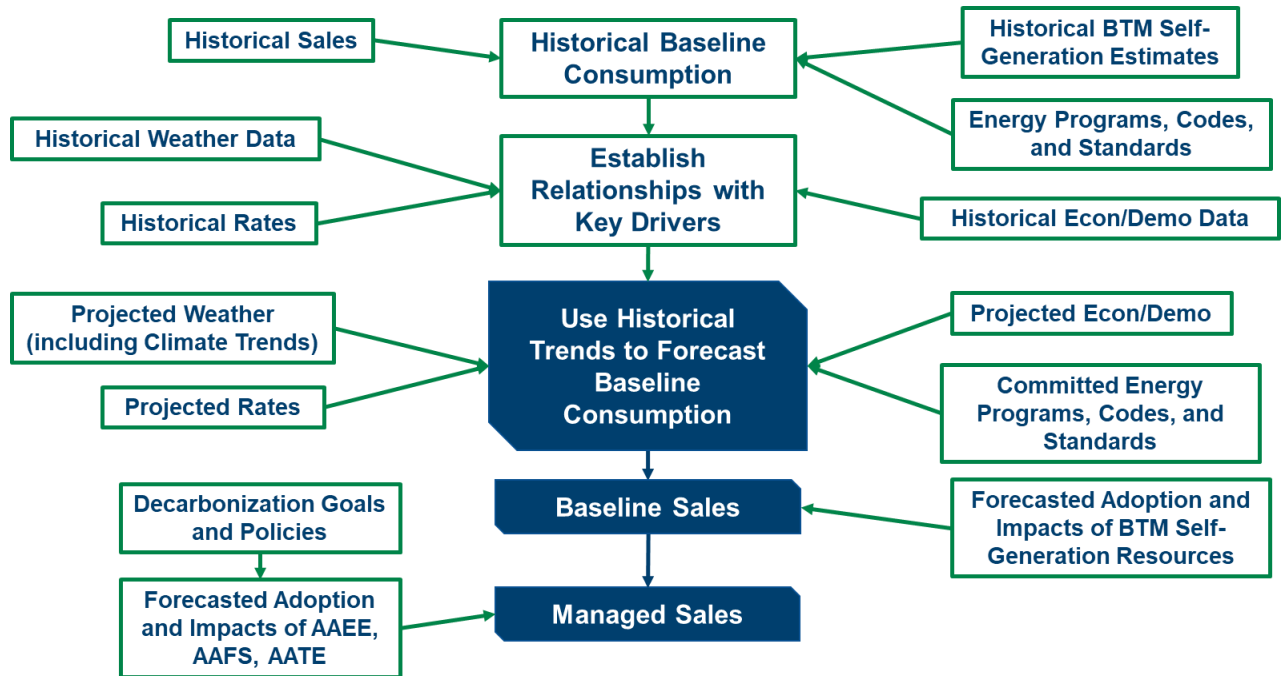 Historical Sales
Historical Baseline
Consumption
Historical BTM Self-
Generation Estimates
Energy Programs, Codes,
and Standards
Historical Weather Data
Historical Rates
Establish
Relationships with
Key Drivers
Historical Econ/Demo Data
Projected Weather
(including Climate Trends)
Projected Rates
Use Historical
Trends to Forecast
Baseline
Consumption
Projected Econ/Demo
Committed Energy
Programs, Codes, and
Standards
Baseline Sales
Forecasted Adoption and
Impacts of BTM Self-
Generation Resources
Decarbonization Goals
and Policies
Forecasted Adoption
and Impacts of AAEE,
AAFS, AATE
Managed Sales